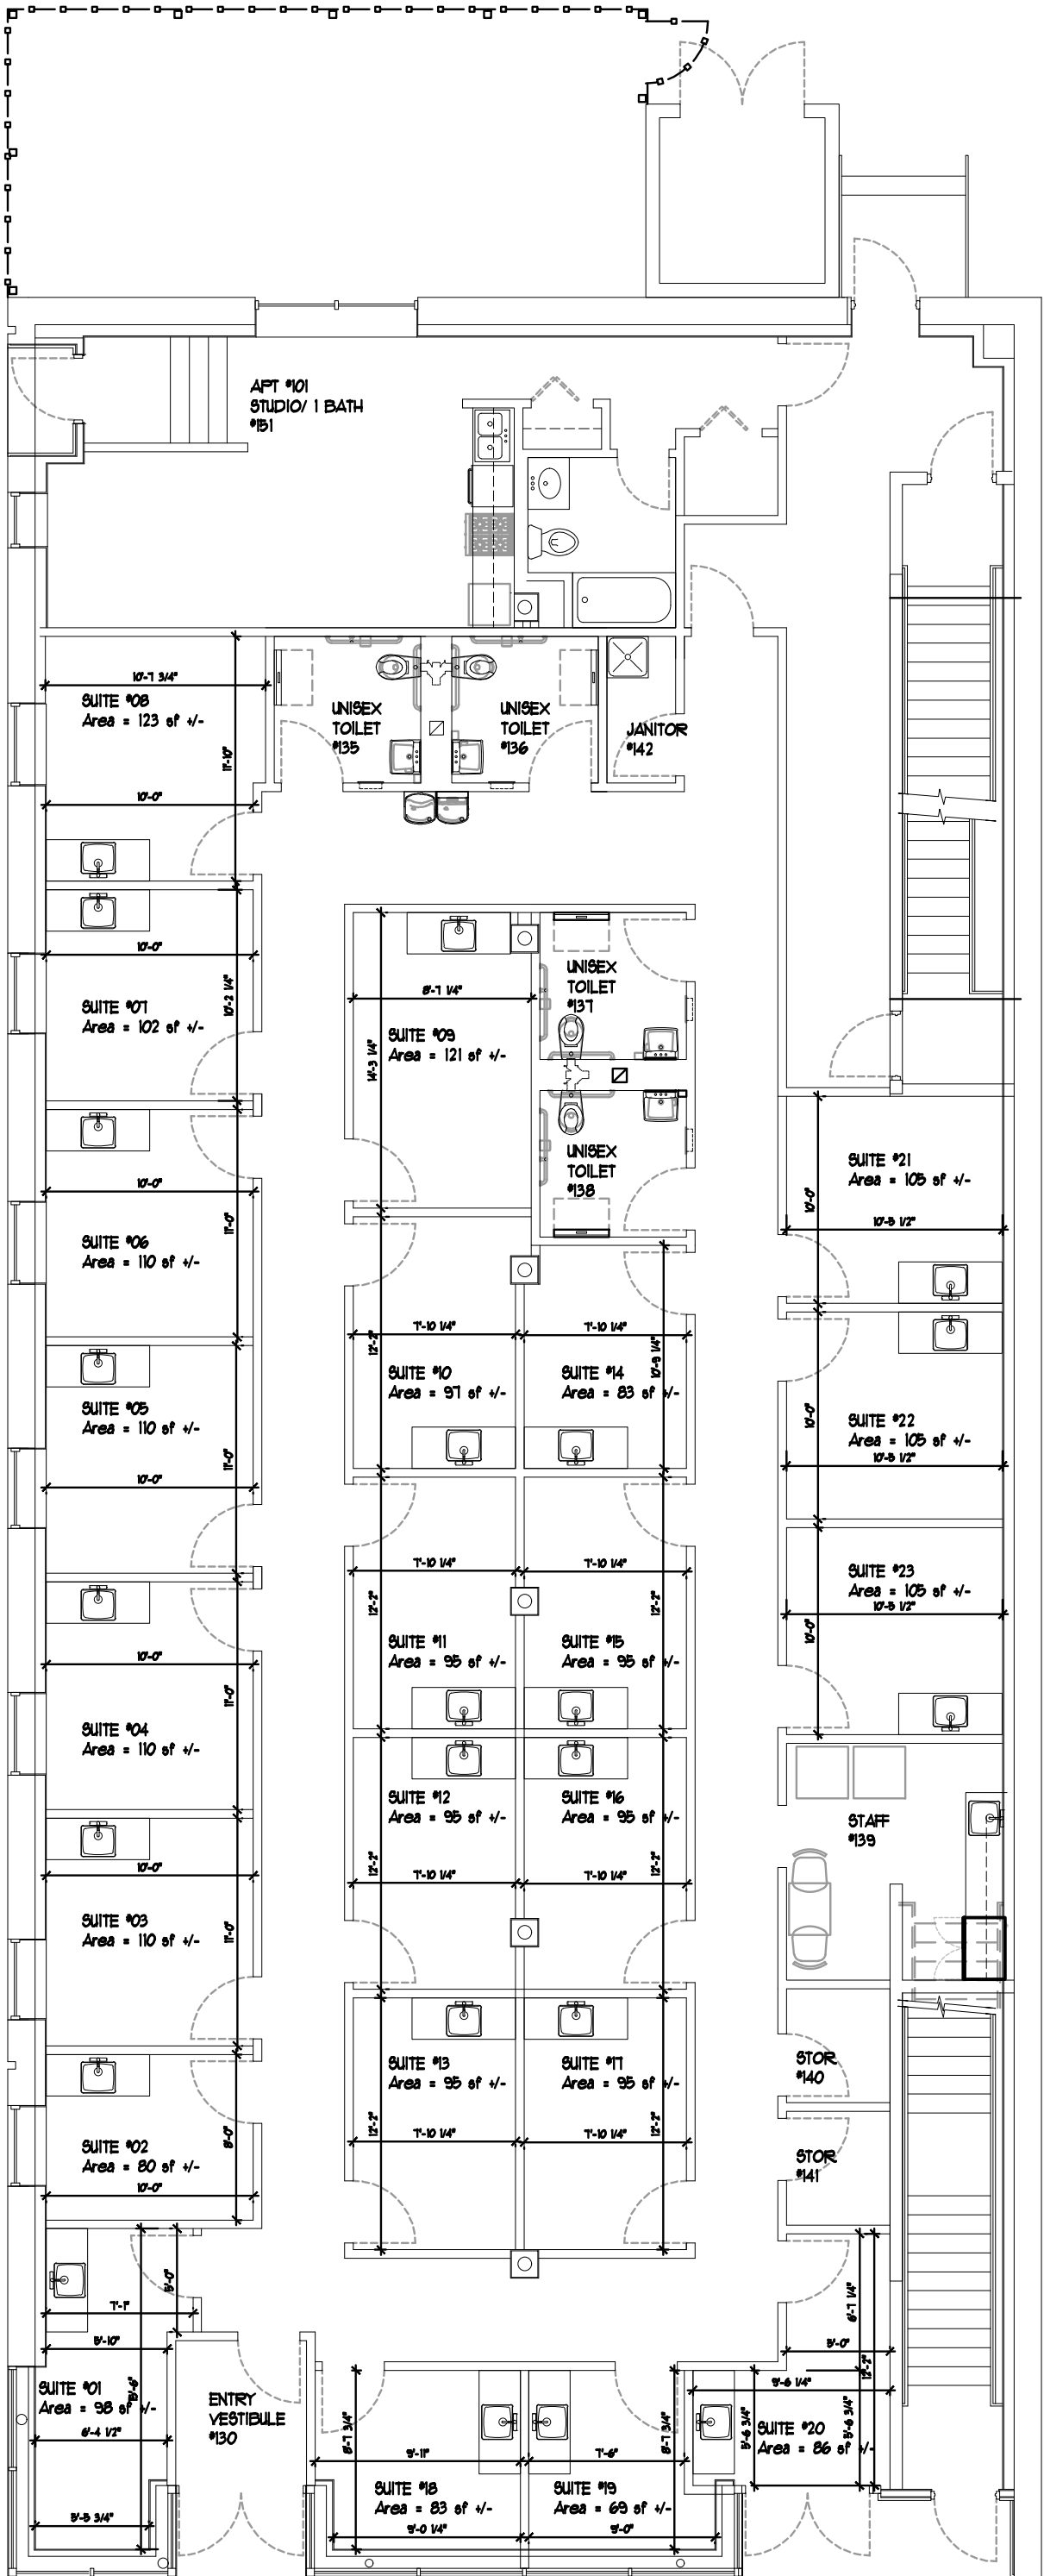 APT #101
STUDIO/ 1 BATH
#151
10'-7 3/4"
SUITE #08
Area = 123 sf +/-
11'-10"
10'-0"
UNISEX
TOILET
#135
UNISEX
TOILET
#136
JANITOR
#142
10'-0"
10'-2 1/4"
SUITE #07
Area = 102 sf +/-
8'-7 1/4"
14'-3 1/4"
SUITE #09
Area = 121 sf +/-
UNISEX
TOILET
#137
UNISEX
TOILET
#138
10'-0"
11'-0"
SUITE #06
Area = 110 sf +/-
SUITE #21
Area = 105 sf +/-
10'-0"
10'-5 1/2"
7'-10 1/4"
7'-10 1/4"
12'-2"
SUITE #10
Area = 97 sf +/-
SUITE #14
Area = 83 sf +/-
SUITE #05
Area = 110 sf +/-
11'-0"
10'-0"
10'-0"
SUITE #22
Area = 105 sf +/-
10'-5 1/2"
7'-10 1/4"
7'-10 1/4"
12'-2"
12'-2"
SUITE #23
Area = 105 sf +/-
10'-5 1/2"
10'-0"
SUITE #11
Area = 95 sf +/-
SUITE #15
Area = 95 sf +/-
10'-0"
11'-0"
SUITE #04
Area = 110 sf +/-
SUITE #12
Area = 95 sf +/-
SUITE #16
Area = 95 sf +/-
12'-2"
12'-2"
7'-10 1/4"
7'-10 1/4"
STAFF
#139
10'-0"
SUITE #03
Area = 110 sf +/-
11'-0"
SUITE #13
Area = 95 sf +/-
SUITE #17
Area = 95 sf +/-
12'-2"
12'-2"
7'-10 1/4"
7'-10 1/4"
STOR
#140
STOR
#141
8'-0"
SUITE #02
Area = 80 sf +/-
10'-0"
5'-0"
7'-1"
5'-10"
SUITE #01
Area = 98 sf +/-
6'-4 1/2"
5'-5 3/4"
ENTRY
VESTIBULE
#130
8'-7 3/4"
9'-11"
SUITE #18
Area = 83 sf +/-
9'-0 1/4"
7'-6"
8'-7 3/4"
SUITE #19
Area = 69 sf +/-
9'-0"
6'-7 1/4"
12'-2"
5'-0"
9'-6 1/4"
5'-6 3/4"
5'-6 3/4"
SUITE #20
Area = 86 sf +/-